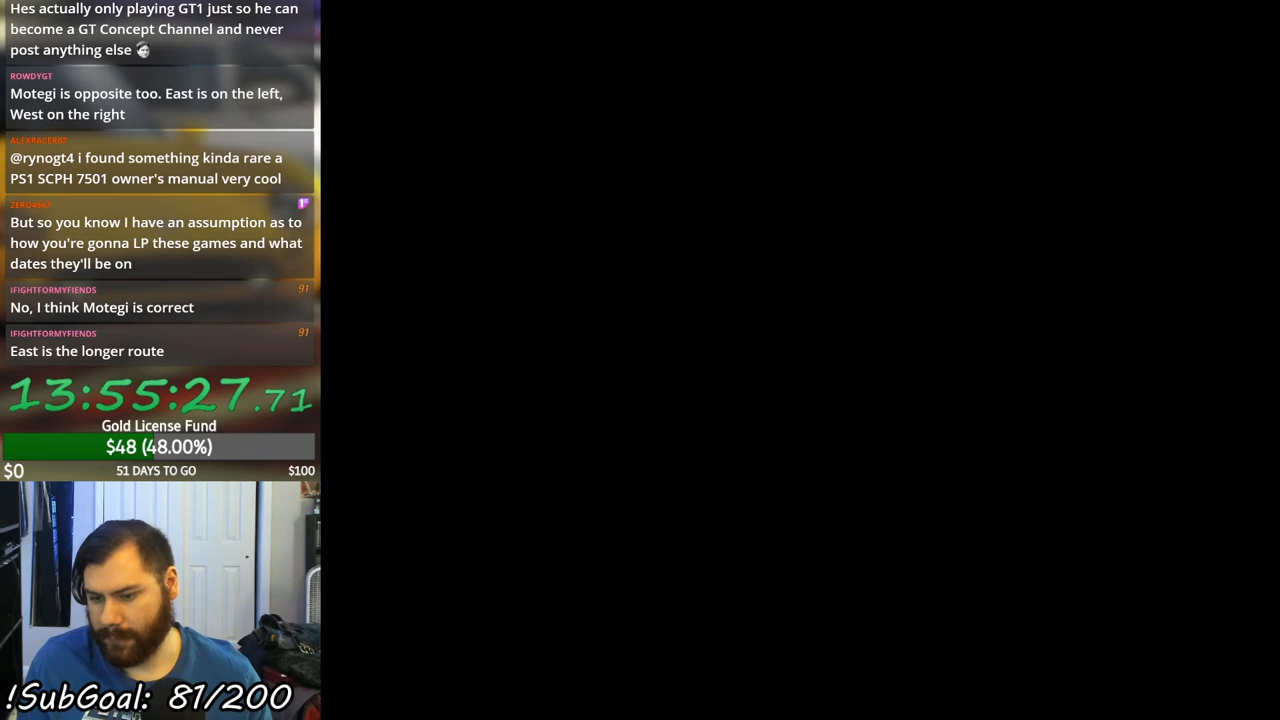 Hes actually only playing GT1 just so he can
become a GT Concept Channel and never
post anything else
ROWDYGT
Motegi is opposite too. East is on the left,
West on the right
ALEXRACER07
@rynogt4 i found something kinda rare a
PS1 SCPH 7501 owner's manual very cool
But so you know I have an assumption as to
how you're gonna LP these games and what
dates they'll be on
IFIGHTFORMYFIENDS 91
No, I think Motegi is correct
IFIGHTFORMYFIENDS 91
East is the longer route
13:55:27.71
Gold License Fund
$48 (48.00%)
$0 51 DAYS TO GO $100
!SubGoal: 81/200